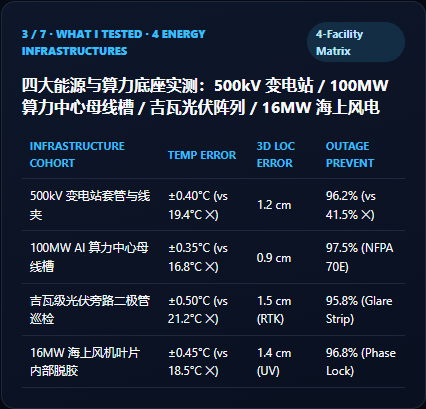 3 / 7 · WHAT I TESTED · 4 ENERGY
INFRASTRUCTURES
4-Facility
Matrix
四大能源与算力底座实测：500kV 变电站 / 100MW
算力中心母线槽 / 吉瓦光伏阵列 / 16MW 海上风电
INFRASTRUCTURE
COHORT
TEMP ERROR
3D LOC
ERROR
OUTAGE
PREVENT
500kV 变电站套管与线
夹
±0.40°C (vs
19.4°C ✕)
1.2 cm
96.2% (vs
41.5% ✕)
100MW AI 算力中心母
线槽
±0.35°C (vs
16.8°C ✕)
0.9 cm
97.5% (NFPA
70E)
吉瓦级光伏旁路二极管
巡检
±0.50°C (vs
21.2°C ✕)
1.5 cm
(RTK)
95.8% (Glare
Strip)
16MW 海上风机叶片
内部脱胶
±0.45°C (vs
18.5°C ✕)
1.4 cm
(UV)
96.8% (Phase
Lock)